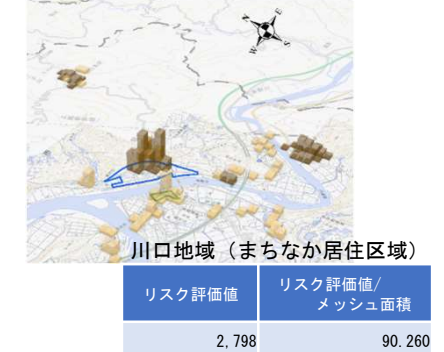 川口地域（まちなか居住区域）
リスク評価値
リスク評価値/
メッシュ面積
2,798
90.260